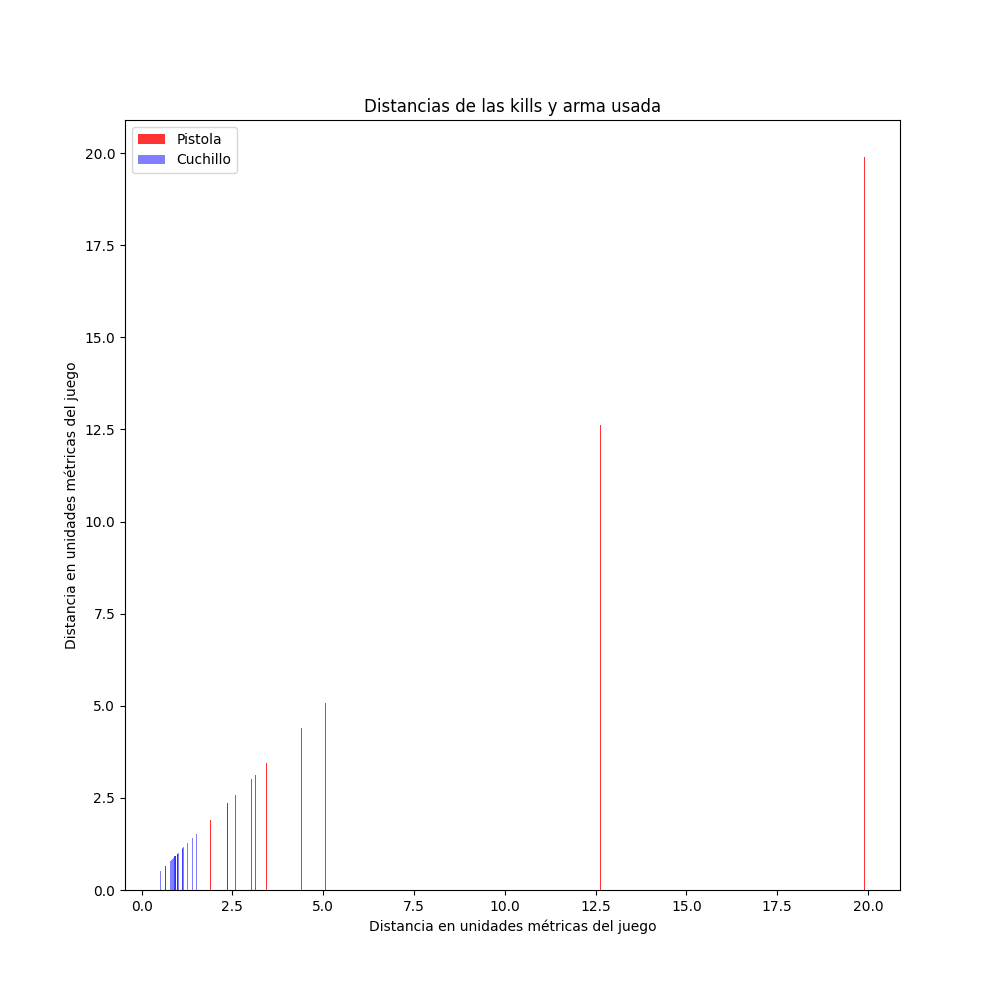 Distancias de las kills y arma usada
Pistola
Cuchillo
20.0
17.5
15.0
12.5
10.0
7.5
5.0
2.5
0.0
Distancia en unidades métricas del juego
0.0 2.5 5.0 7.5 10.0 12.5 15.0 17.5 20.0
Distancia en unidades métricas del juego